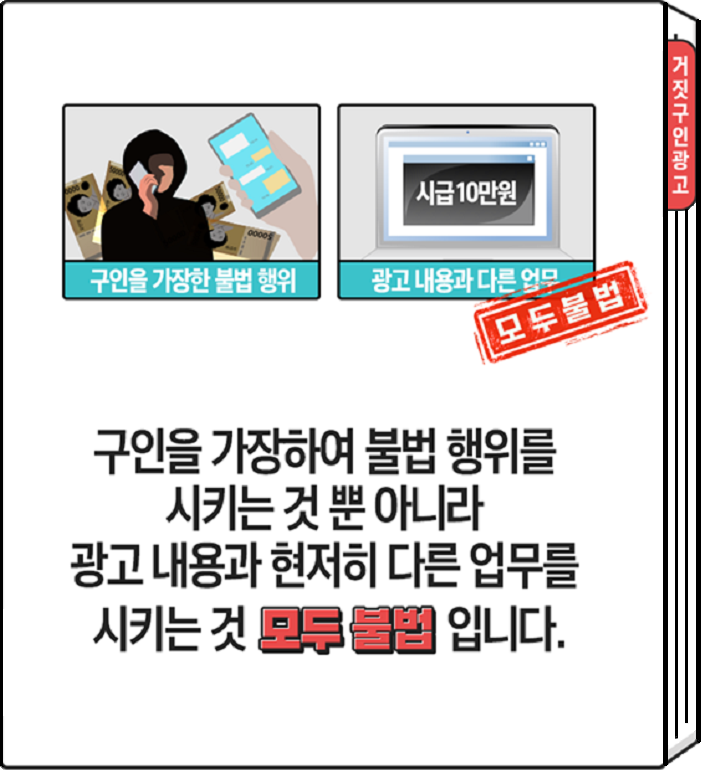 거짓구인광고
시급 10만원
구인을 가장한 불법 행위
광고 내용과 다른 업무
모두불법
구인을 가장하여 불법 행위를
시키는 것 뿐 아니라
광고 내용과 현저히 다른 업무를
시키는 것 모두 불법 입니다.